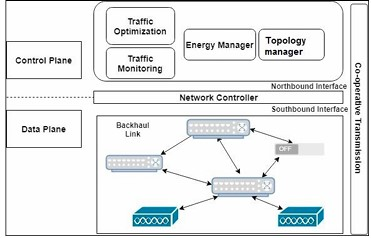 Traffic
Optimization
Traffic
Monitoring
Energy Manager
Topology
manager
Control Plane
Northbound Interface
Network Controller
Southbound Interface
Data Plane
Backhaul
Link
OFF
Co-operative Transmission